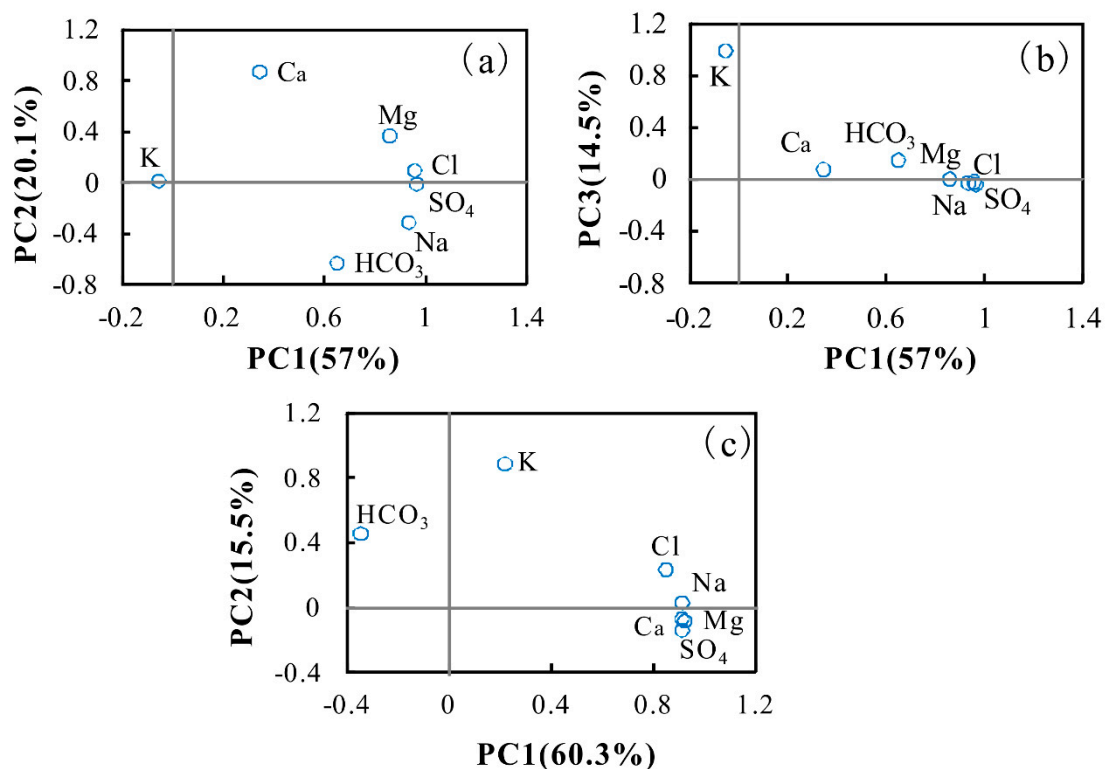 1.2
(a)
Ca
0.8
Mg
0.4
K
Cl
0
SO₄
Na
-0.4
HCO₃
-0.8
-0.2 0.2 0.6 1 1.4
PC2(20.1%)
PC1(57%)
1.2
(b)
K
0.8
0.4
HCO₃
Ca
Mg
Cl
0
Na
SO₄
-0.4
-0.8
-0.2 0.2 0.6 1 1.4
PC3(14.5%)
PC1(57%)
1.2
(c)
K
0.8
HCO₃
0.4
Cl
Na
0
Ca
Mg
SO₄
-0.4
-0.4 0 0.4 0.8 1.2
PC2(15.5%)
PC1(60.3%)